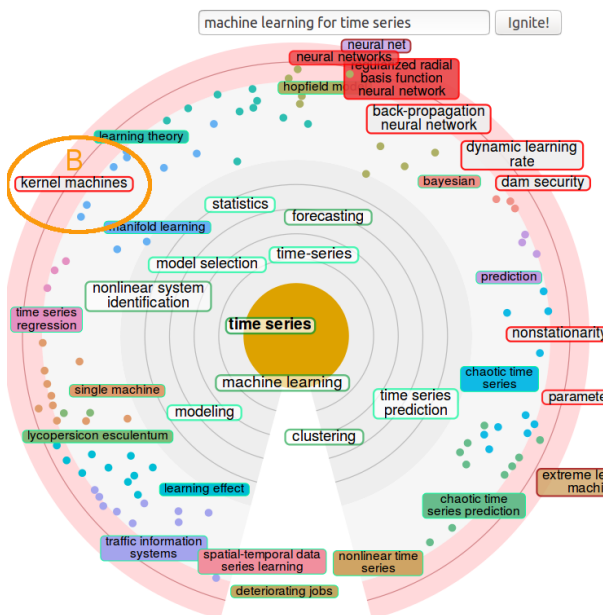 machine learning for time series
Ignite!
neural net
neural networks
regularized radial
basis function
neural network
hopfield mod
back-propagation
neural network
learning theory
dynamic learning
rate
B
kernel machines
bayesian
dam security
statistics
forecasting
manifold learning
time-series
model selection
prediction
nonlinear system
identification
time series
regression
time series
nonstationarity
chaotic time
series
machine learning
single machine
time series
prediction
paramete
modeling
lycopersicon esculentum
clustering
extreme le
machi
learning effect
chaotic time
series prediction
traffic information
systems
spatial-temporal data
series learning
nonlinear time
series
deteriorating jobs